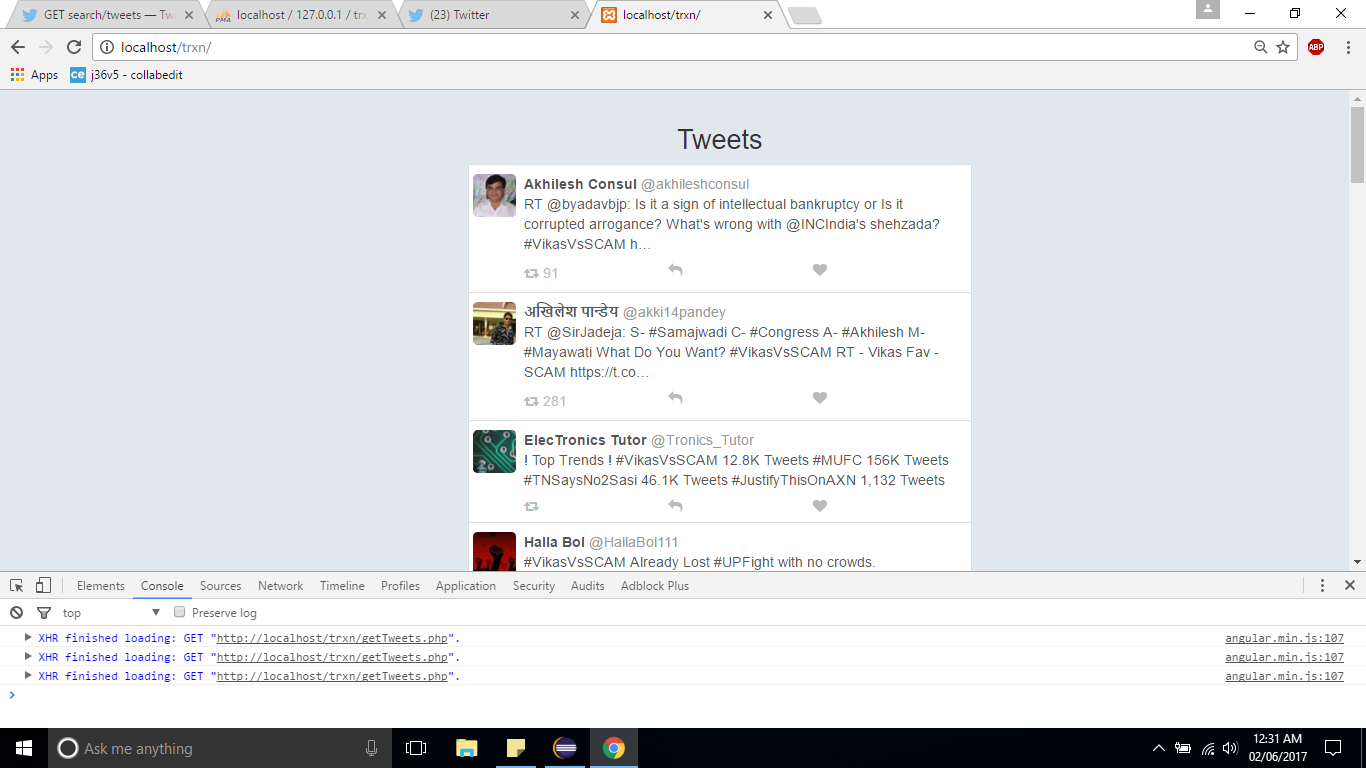 GET search/tweets — Tw
localhost / 127.0.0.1 / trx
(23) Twitter
localhost/trxn/
localhost/trxn/
ABP
Apps
ce
j36v5 - collabedit
Tweets
Akhilesh Consul @akhileshconsul
RT @byadavbjp: Is it a sign of intellectual bankruptcy or Is it
corrupted arrogance? What's wrong with @INCIndia's shehzada?
#VikasVsSCAM h…
91
अखिलेश पान्डेय @akki14pandey
RT @SirJadeja: S- #Samajwadi C- #Congress A- #Akhilesh M-
#Mayawati What Do You Want? #VikasVsSCAM RT - Vikas Fav -
SCAM https://t.co…
281
ElecTronics Tutor @Tronics_Tutor
! Top Trends ! #VikasVsSCAM 12.8K Tweets #MUFC 156K Tweets
#TNSaysNo2Sasi 46.1K Tweets #JustifyThisOnAXN 1,132 Tweets
Halla Bol @HallaBol111
#VikasVsSCAM Already Lost #UPFight with no crowds.
Elements Console Sources Network Timeline Profiles Application Security Audits Adblock Plus
top Preserve log
XHR finished loading: GET "http://localhost/trxn/getTweets.php". angular.min.js:107
XHR finished loading: GET "http://localhost/trxn/getTweets.php". angular.min.js:107
XHR finished loading: GET "http://localhost/trxn/getTweets.php". angular.min.js:107
Ask me anything
12:31 AM
02/06/2017